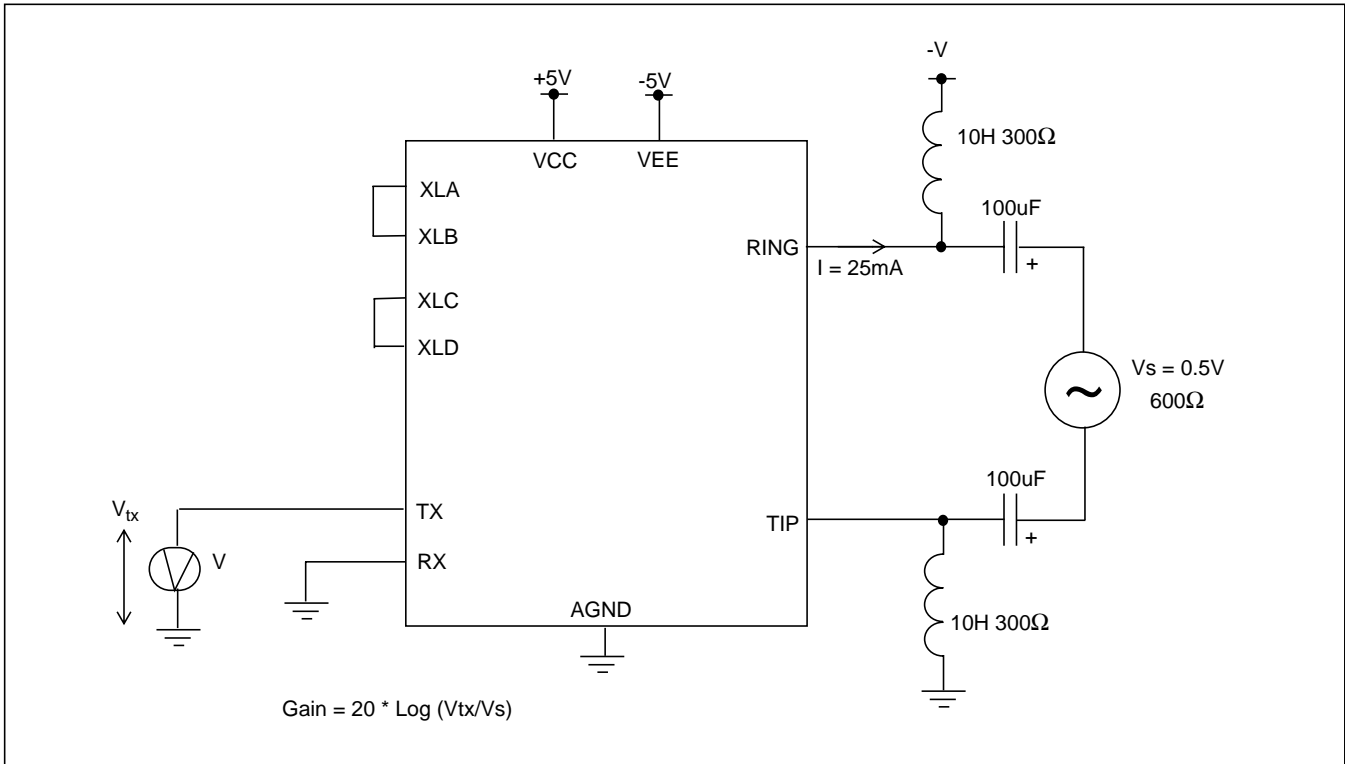 -V
+5V
-5V
10H 300Ω
VCC
VEE
XLA
100uF
XLB
RING
+
I = 25mA
XLC
XLD
Vs = 0.5V
~
600Ω
100uF
Vtx
TX
TIP
+
V
RX
AGND
10H 300Ω
Gain = 20 * Log (Vtx/Vs)